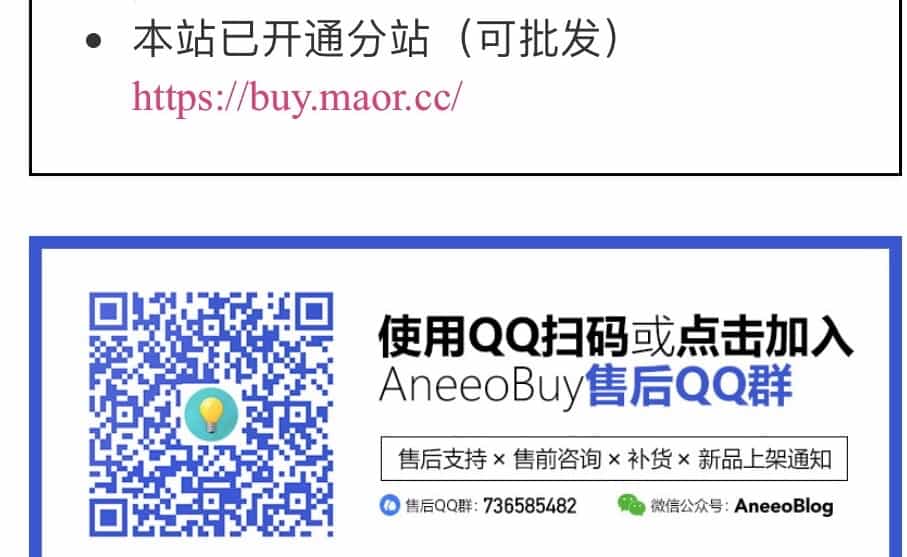 本站已开通分站（可批发）
https://buy.maor.cc/
使用QQ扫码或点击加入
AneeoBuy售后QQ群
售后支持 × 售前咨询 × 补货 × 新品上架通知
售后QQ群：736585482 微信公众号：AneeoBlog